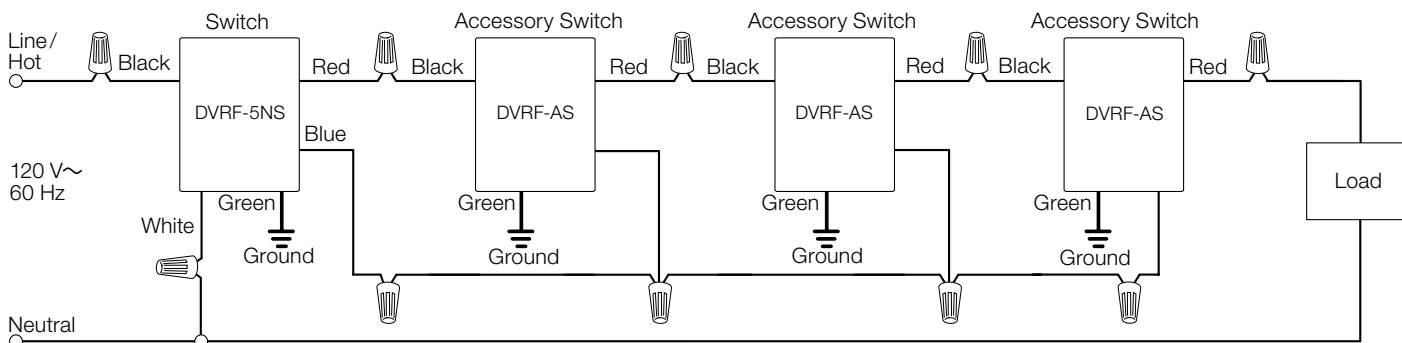 Switch
Accessory Switch
Accessory Switch
Accessory Switch
Line/
Hot
Black
Red
Black
Red
Black
Red
Black
Red
DVRF-5NS
DVRF-AS
DVRF-AS
DVRF-AS
Blue
120 V~
60 Hz
Load
Green
Green
Green
Green
White
Ground
Ground
Ground
Ground
Neutral